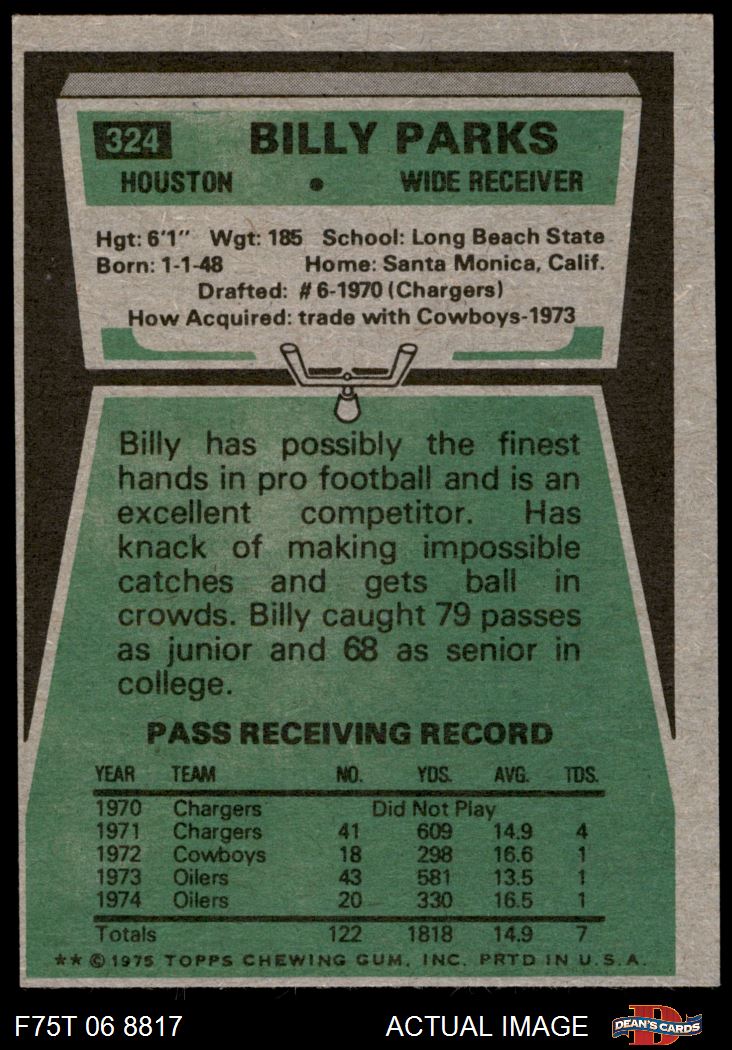 324 BILLY PARKS
HOUSTON • WIDE RECEIVER
Hgt: 6'1" Wgt: 185 School: Long Beach State
Born: 1-1-48 Home: Santa Monica, Calif.
Drafted: #6-1970 (Chargers)
How Acquired: trade with Cowboys-1973
Billy has possibly the finest
hands in pro football and is an
excellent competitor. Has
knack of making impossible
catches and gets ball in
crowds. Billy caught 79 passes
as junior and 68 as senior in
college.
PASS RECEIVING RECORD
YEAR TEAM NO. YDS. AVG. TDS.
1970 Chargers Did Not Play
1971 Chargers 41 609 14.9 4
1972 Cowboys 18 298 16.6 1
1973 Oilers 43 581 13.5 1
1974 Oilers 20 330 16.5 1
Totals 122 1818 14.9 7
** © 1975 TOPPS CHEWING GUM, INC. PRTD IN U.S.A.
F75T 06 8817 ACTUAL IMAGE DEAN'S CARDS